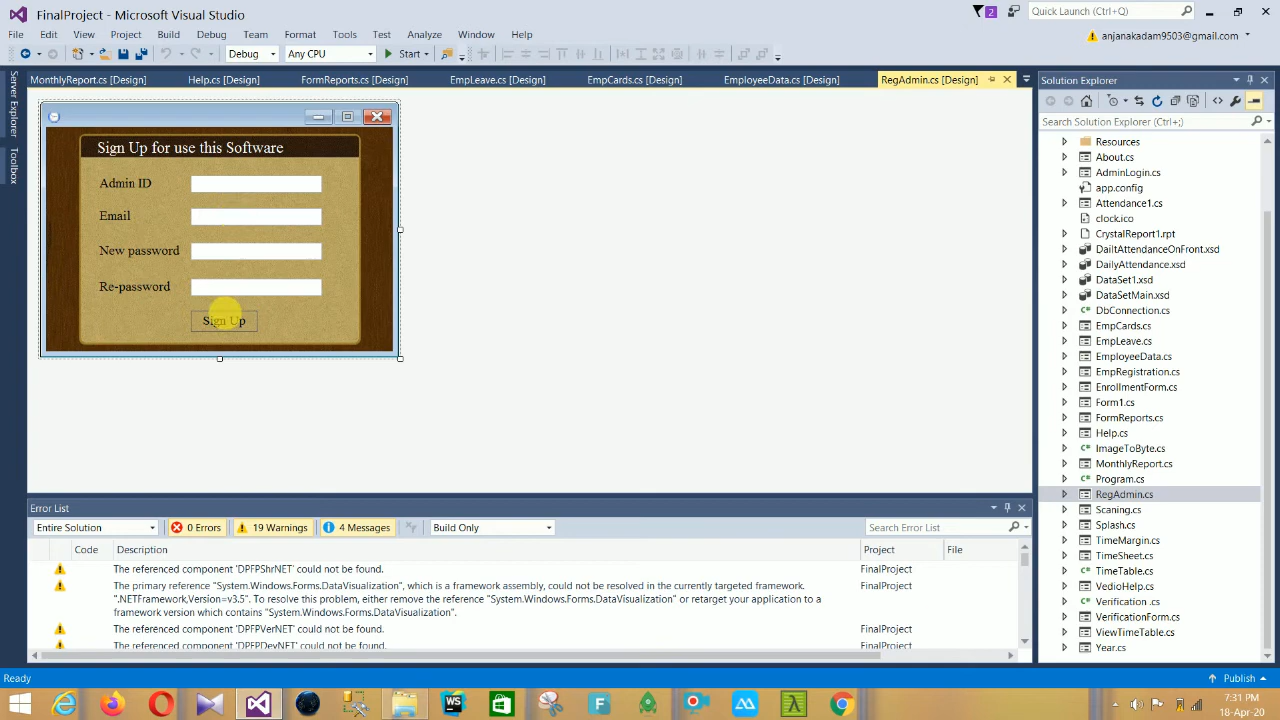 FinalProject - Microsoft Visual Studio
2
Quick Launch (Ctrl+Q)
File Edit View Project Build Debug Team Format Tools Test Analyze Window Help
anjanakadam9503@gmail.com
Debug Any CPU Start
MonthlyReport.cs [Design] Help.cs [Design] FormReports.cs [Design] EmpLeave.cs [Design] EmpCards.cs [Design] EmployeeData.cs [Design] RegAdmin.cs [Design]
Server Explorer
Toolbox
Sign Up for use this Software
Admin ID
Email
New password
Re-password
Sign Up
Solution Explorer
Search Solution Explorer (Ctrl+;)
Resources
About.cs
AdminLogin.cs
app.config
Attendance1.cs
clock.ico
CrystalReport1.rpt
DailtAttendanceOnFront.xsd
DailyAttendance.xsd
DataSet1.xsd
DataSetMain.xsd
DbConnection.cs
EmpCards.cs
EmpLeave.cs
EmployeeData.cs
EmpRegistration.cs
EnrollmentForm.cs
Form1.cs
FormReports.cs
Help.cs
ImageToByte.cs
MonthlyReport.cs
Program.cs
RegAdmin.cs
Scaning.cs
Splash.cs
TimeMargin.cs
TimeSheet.cs
TimeTable.cs
VedioHelp.cs
Verification .cs
VerificationForm.cs
ViewTimeTable.cs
Year.cs
Error List
Entire Solution 0 Errors 19 Warnings 4 Messages Build Only Search Error List
Code Description Project File
The referenced component 'DPFPShrNET' could not be found. FinalProject
The primary reference "System.Windows.Forms.DataVisualization", which is a framework assembly, could not be resolved in the currently targeted framework. FinalProject
".NETFramework,Version=v3.5". To resolve this problem, either remove the reference "System.Windows.Forms.DataVisualization" or retarget your application to
framework version which contains "System.Windows.Forms.DataVisualization".
The referenced component 'DPFPVerNET' could not be found. FinalProject
The referenced component 'DPFPDevNET' could not be found. FinalProject
Ready
Publish
WS
F
7:31 PM
18-Apr-20